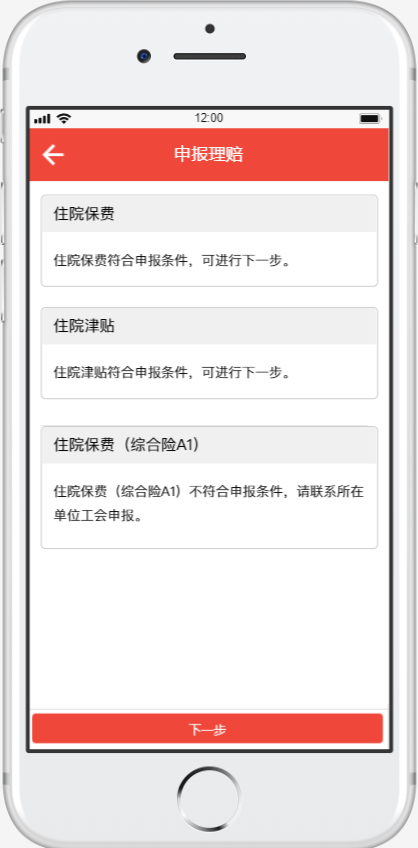 12:00
申报理赔
住院保费
住院保费符合申报条件，可进行下一步。
住院津贴
住院津贴符合申报条件，可进行下一步。
住院保费（综合险A1）
住院保费（综合险A1）不符合申报条件，请联系所在
单位工会申报。
下一步